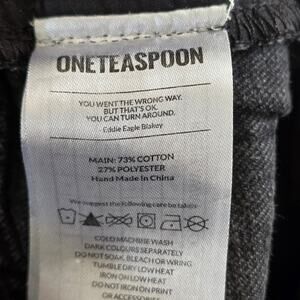 ONETEASPOON
YOU WENT THE WRONG WAY.
BUT THAT'S OK.
YOU CAN TURN AROUND.
- Eddie Eagle Blakey
MAIN: 73% COTTON
27% POLYESTER
Hand Made In China
We suggest the following care be taken:
COLD MACHINE WASH
DARK COLOURS SEPARATELY
DO NOT SOAK, BLEACH OR WRING
TUMBLE DRY LOW HEAT
IRON ON LOW HEAT
DO NOT IRON ON PRINT
OR ACCESSORIES